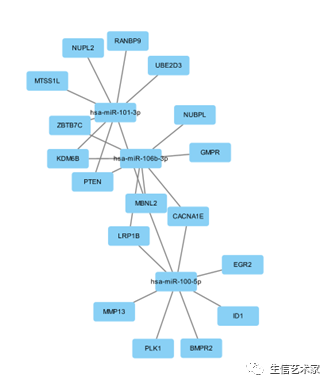 RANBP9
NUPL2
UBE2D3
MTSS1L
hsa-miR-101-3p
NUBPL
ZBTB7C
GMPR
KDM6B
hsa-miR-106b-3p
PTEN
MBNL2
CACNA1E
LRP1B
EGR2
hsa-miR-100-5p
MMP13
ID1
PLK1
BMPR2
生信艺术家